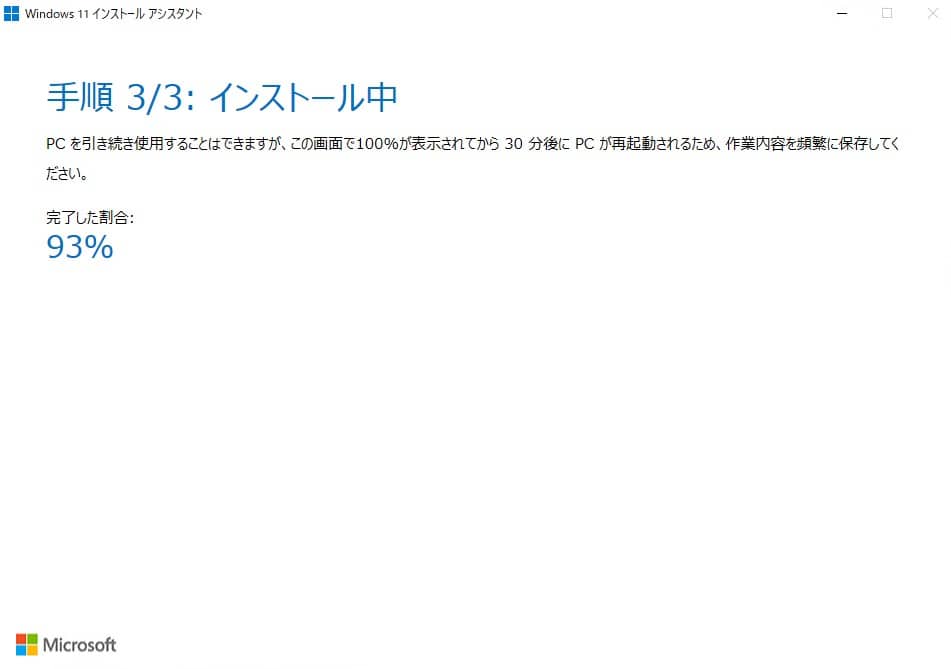 Windows 11 インストール アシスタント
手順 3/3: インストール中
PC を引き続き使用することはできますが、この画面で100%が表示されてから 30 分後に PC が再起動されるため、作業内容を頻繁に保存してく
ださい。
完了した割合:
93%
Microsoft